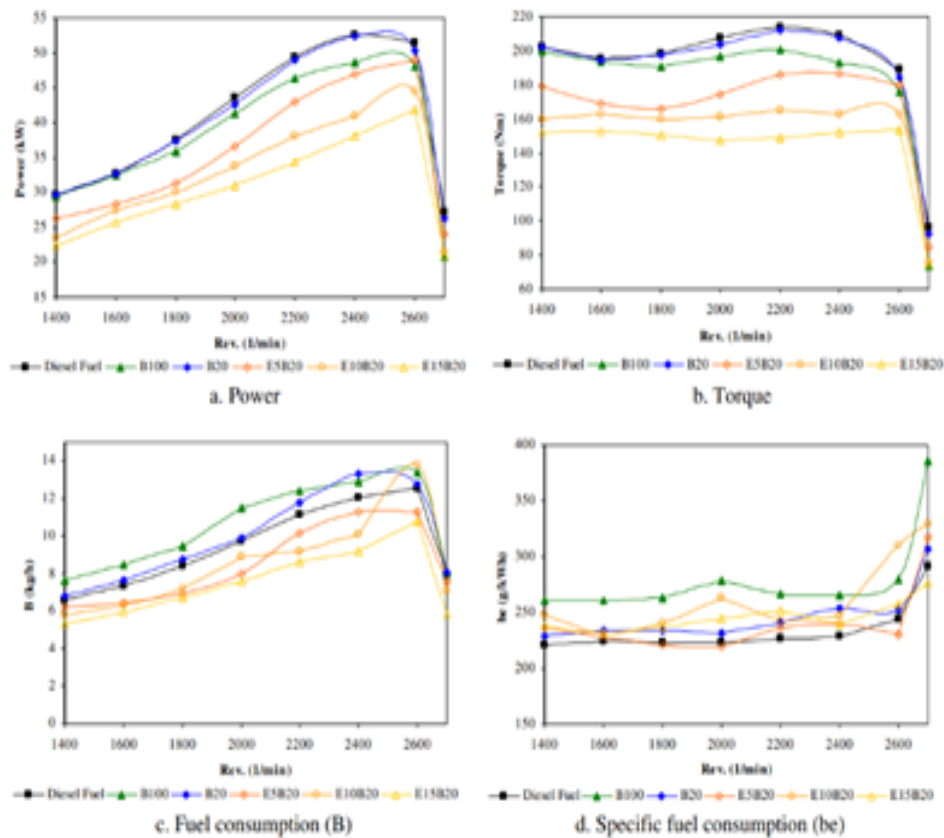 55
50
45
40
35
30
25
20
15
Power (kW)
1400 1600 1800 2000 2200 2400 2600
Rev. (1/min)
Diesel Fuel B100 B20 E5B20 E10B20 E15B20
a. Power
220
200
180
160
140
120
100
80
60
Torque (Nm)
1400 1600 1800 2000 2200 2400 2600
Rev. (1/min)
Diesel Fuel B100 B20 E5B20 E10B20 E15B20
b. Torque
14
12
10
8
6
4
2
0
B (kg/h)
1400 1600 1800 2000 2200 2400 2600
Rev. (1/min)
Diesel Fuel B100 B20 E5B20 E10B20 E15B20
c. Fuel consumption (B)
400
350
300
250
200
150
be (g/kWh)
1400 1600 1800 2000 2200 2400 2600
Rev. (1/min)
Diesel Fuel B100 B20 E5B20 E10B20 E15B20
d. Specific fuel consumption (be)